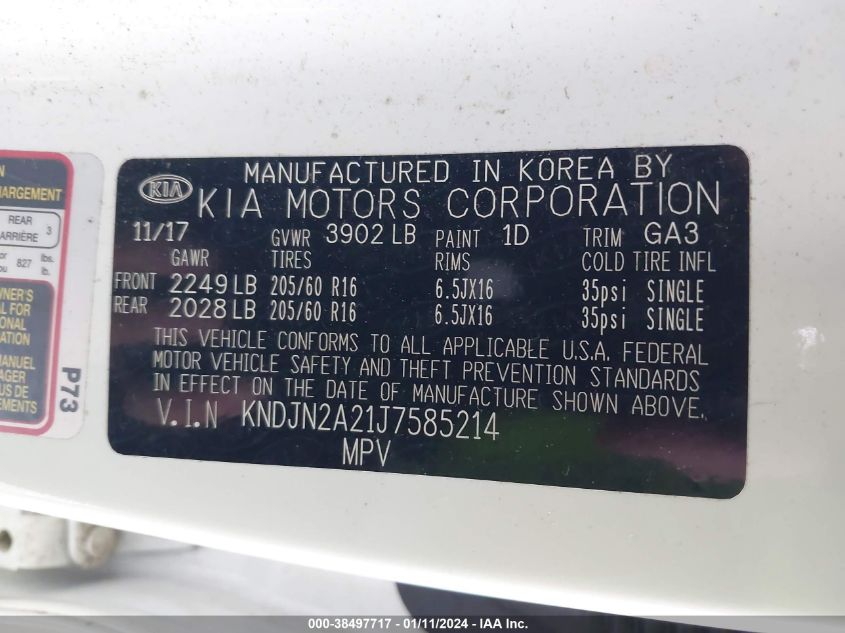 KIA
MANUFACTURED IN KOREA BY
KIA MOTORS CORPORATION
11/17 GVWR 3902 LB PAINT 1D TRIM GA3
GAWR TIRES RIMS COLD TIRE INFL
FRONT 2249 LB 205/60 R16 6.5JX16 35psi SINGLE
REAR 2028 LB 205/60 R16 6.5JX16 35psi SINGLE
THIS VEHICLE CONFORMS TO ALL APPLICABLE U.S.A. FEDERAL
MOTOR VEHICLE SAFETY AND THEFT PREVENTION STANDARDS
IN EFFECT ON THE DATE OF MANUFACTURE SHOWN ABOVE.
V.I.N KNDJN2A21J7585214
MPV
REAR 3
827 lbs.
lb.
P73
000-38497717 - 01/11/2024 - IAA Inc.